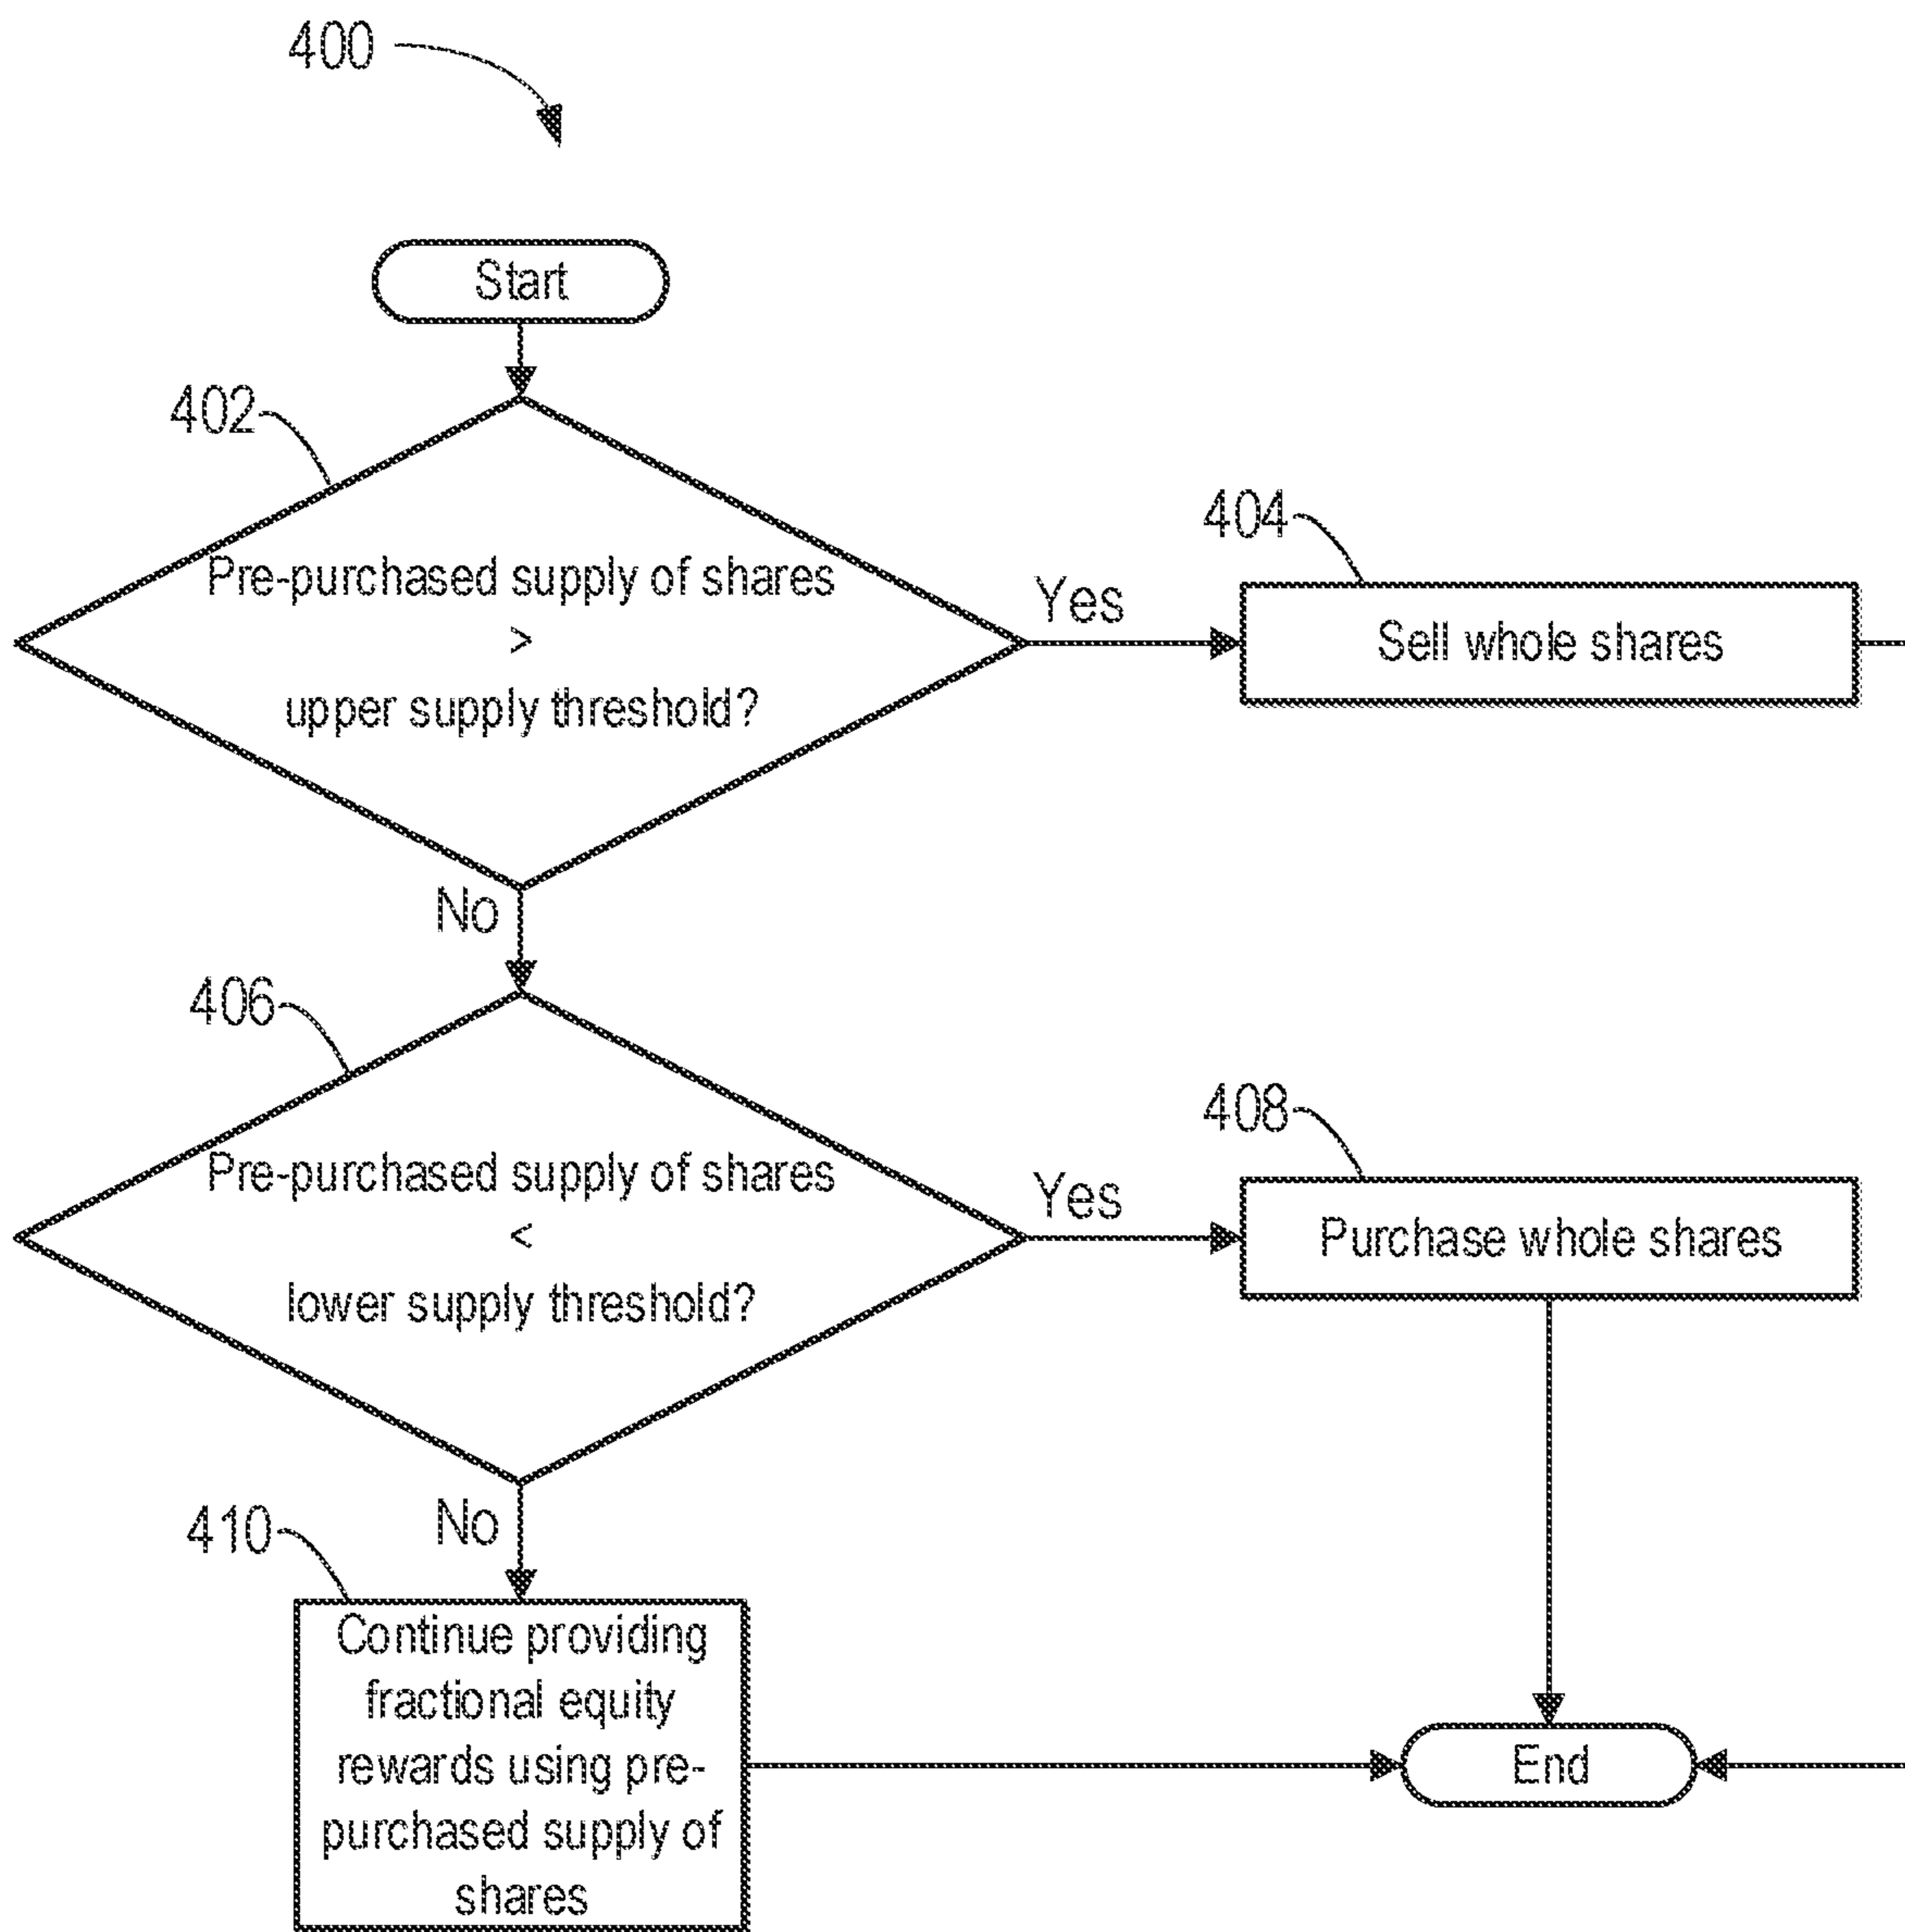 400
Start
402
Pre-purchased supply of shares
>
upper supply threshold?
Yes
404
Sell whole shares
No
406
Pre-purchased supply of shares
<
lower supply threshold?
Yes
408
Purchase whole shares
No
410
Continue providing
fractional equity
rewards using pre-
purchased supply of
shares
End